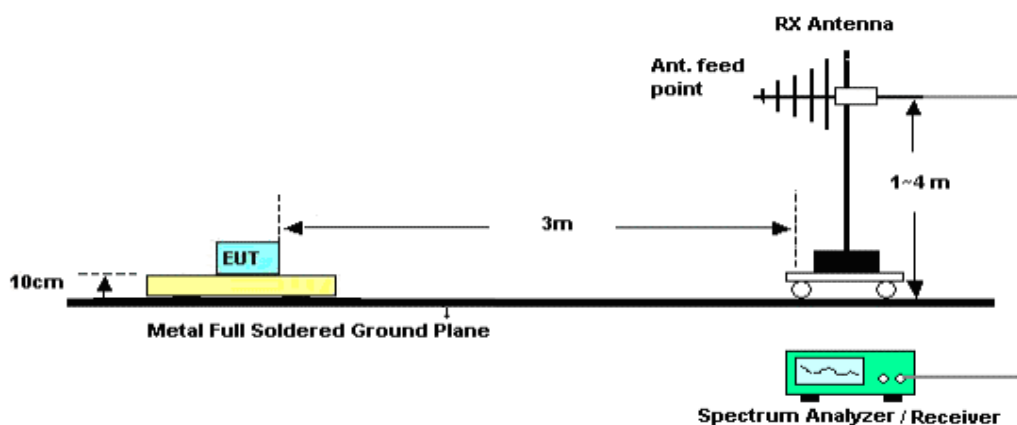 RX Antenna
Ant. feed
point
1~4 m
3m
EUT
10cm
Metal Full Soldered Ground Plane
Spectrum Analyzer / Receiver